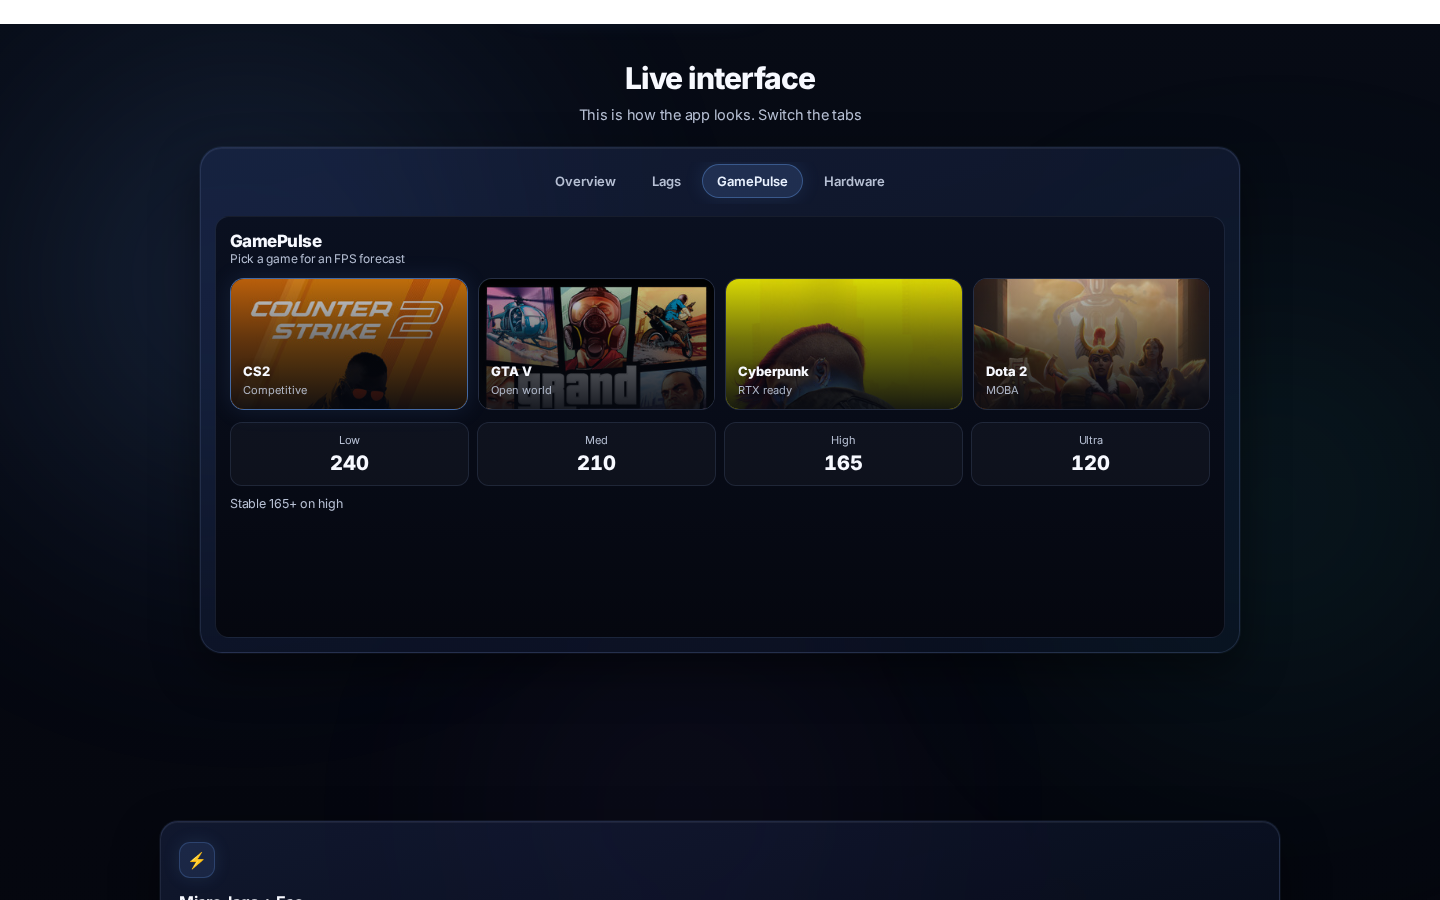 Live interface
This is how the app looks. Switch the tabs
Overview Lags GamePulse Hardware
GamePulse
Pick a game for an FPS forecast
COUNTER
STRIKE 2
CS2
Competitive
grand
GTA V
Open world
Cyberpunk
RTX ready
Dota 2
MOBA
Low
240
Med
210
High
165
Ultra
120
Stable 165+ on high